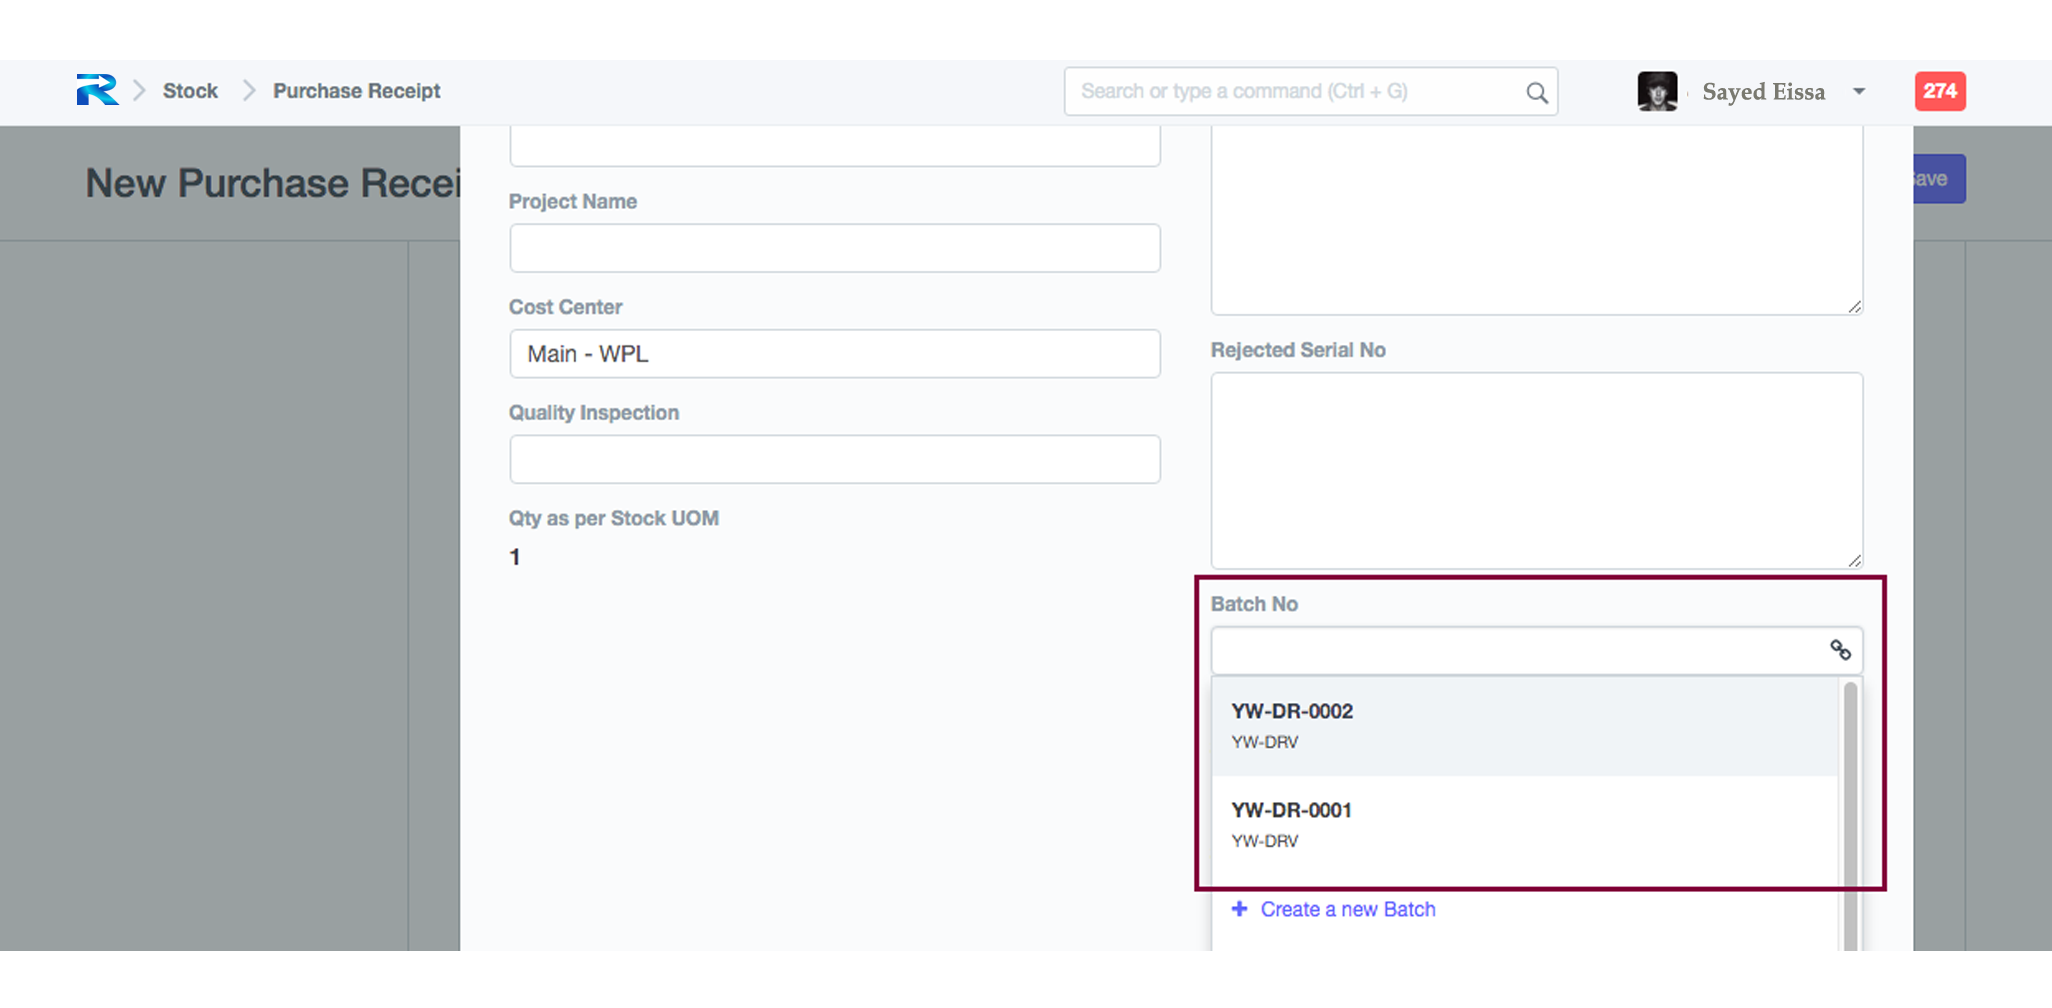 Stock
Purchase Receipt
Search or type a command (Ctrl + G)
Sayed Eissa
274
New Purchase Recei
Save
Project Name
Cost Center
Main - WPL
Quality Inspection
Qty as per Stock UOM
1
Rejected Serial No
Batch No
YW-DR-0002
YW-DRV
YW-DR-0001
YW-DRV
+ Create a new Batch